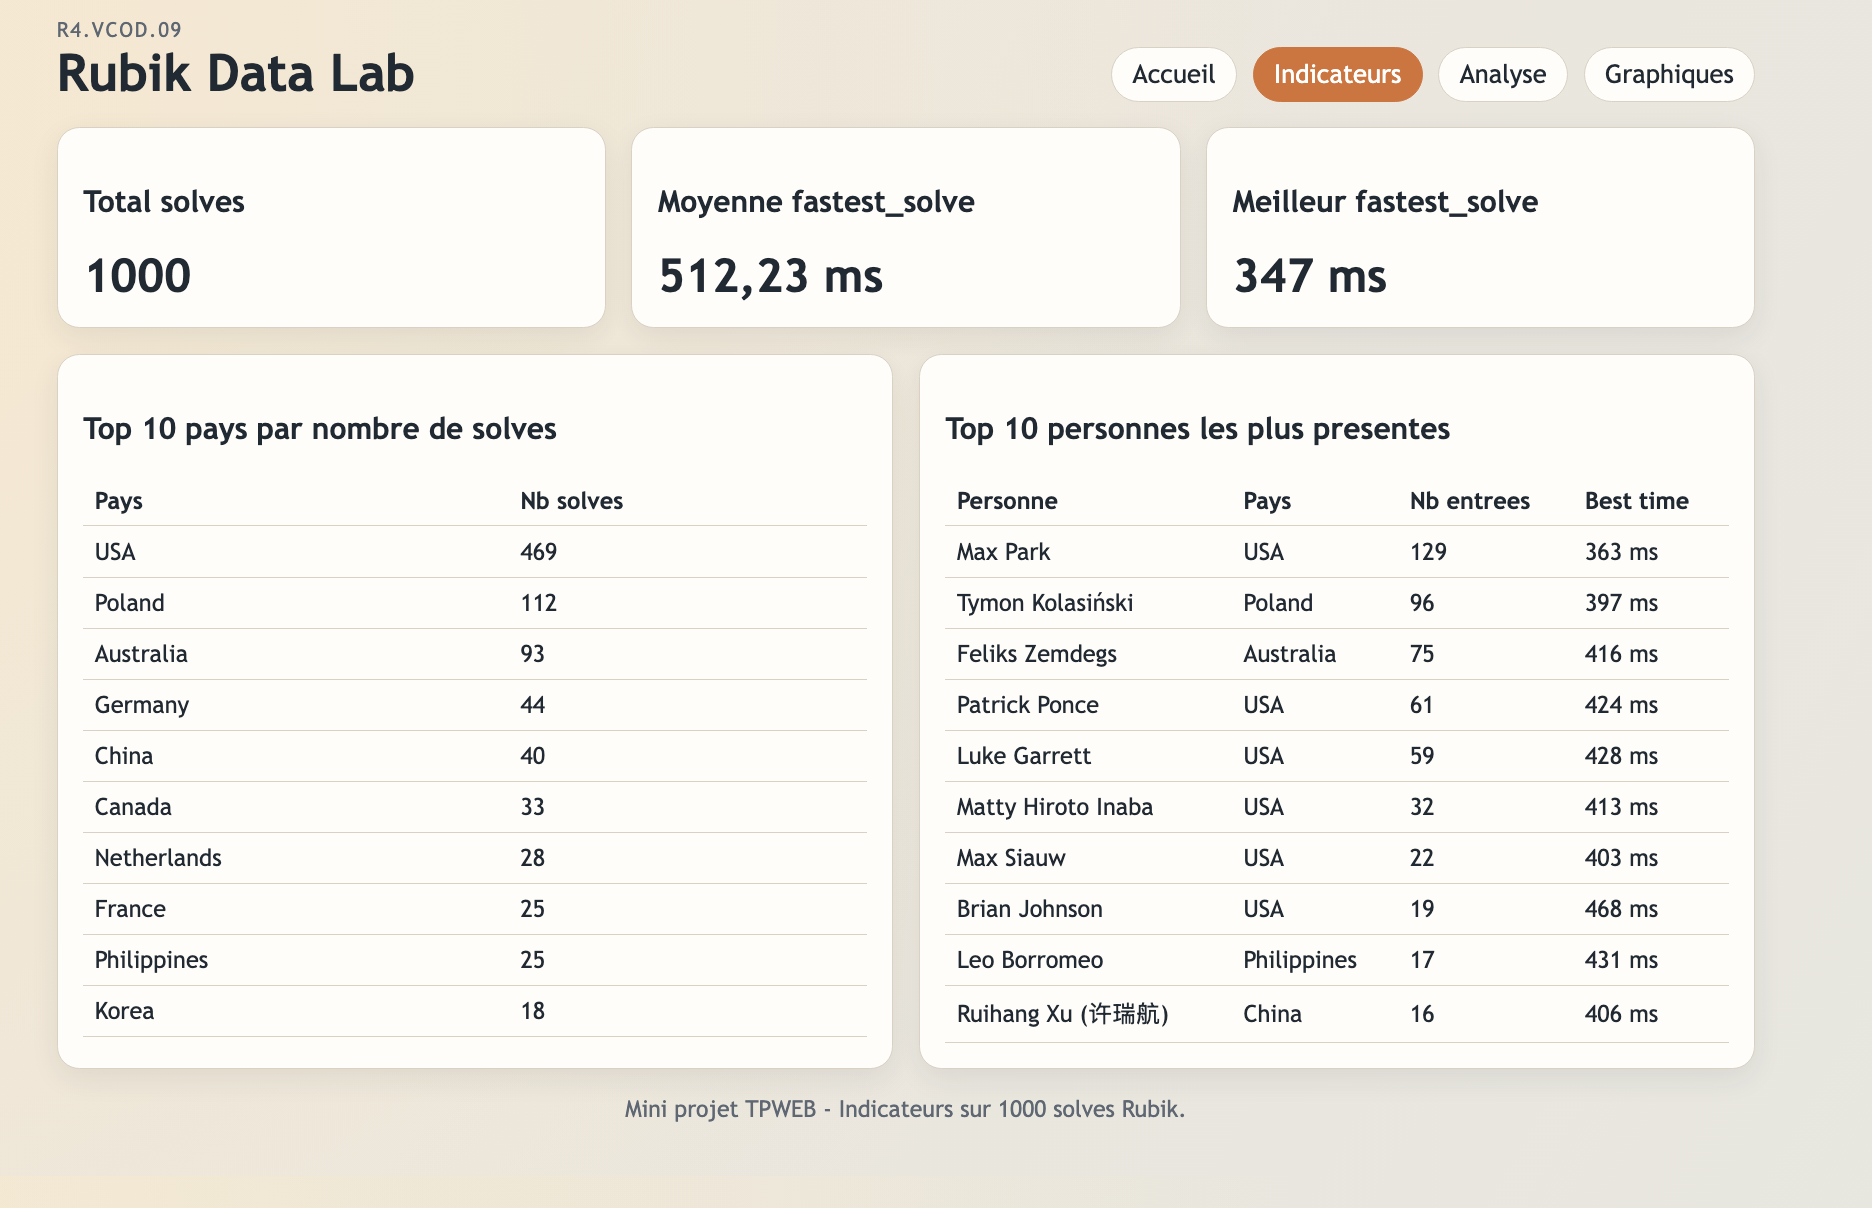 R4.VCOD.09
Rubik Data Lab
Accueil Indicateurs Analyse Graphiques
Total solves
1000
Moyenne fastest_solve
512,23 ms
Meilleur fastest_solve
347 ms
Top 10 pays par nombre de solves
Pays Nb solves
USA 469
Poland 112
Australia 93
Germany 44
China 40
Canada 33
Netherlands 28
France 25
Philippines 25
Korea 18
Top 10 personnes les plus presentes
Personne Pays Nb entrees Best time
Max Park USA 129 363 ms
Tymon Kolasiński Poland 96 397 ms
Feliks Zemdegs Australia 75 416 ms
Patrick Ponce USA 61 424 ms
Luke Garrett USA 59 428 ms
Matty Hiroto Inaba USA 32 413 ms
Max Siauw USA 22 403 ms
Brian Johnson USA 19 468 ms
Leo Borromeo Philippines 17 431 ms
Ruihang Xu (许瑞航) China 16 406 ms
Mini projet TPWEB - Indicateurs sur 1000 solves Rubik.